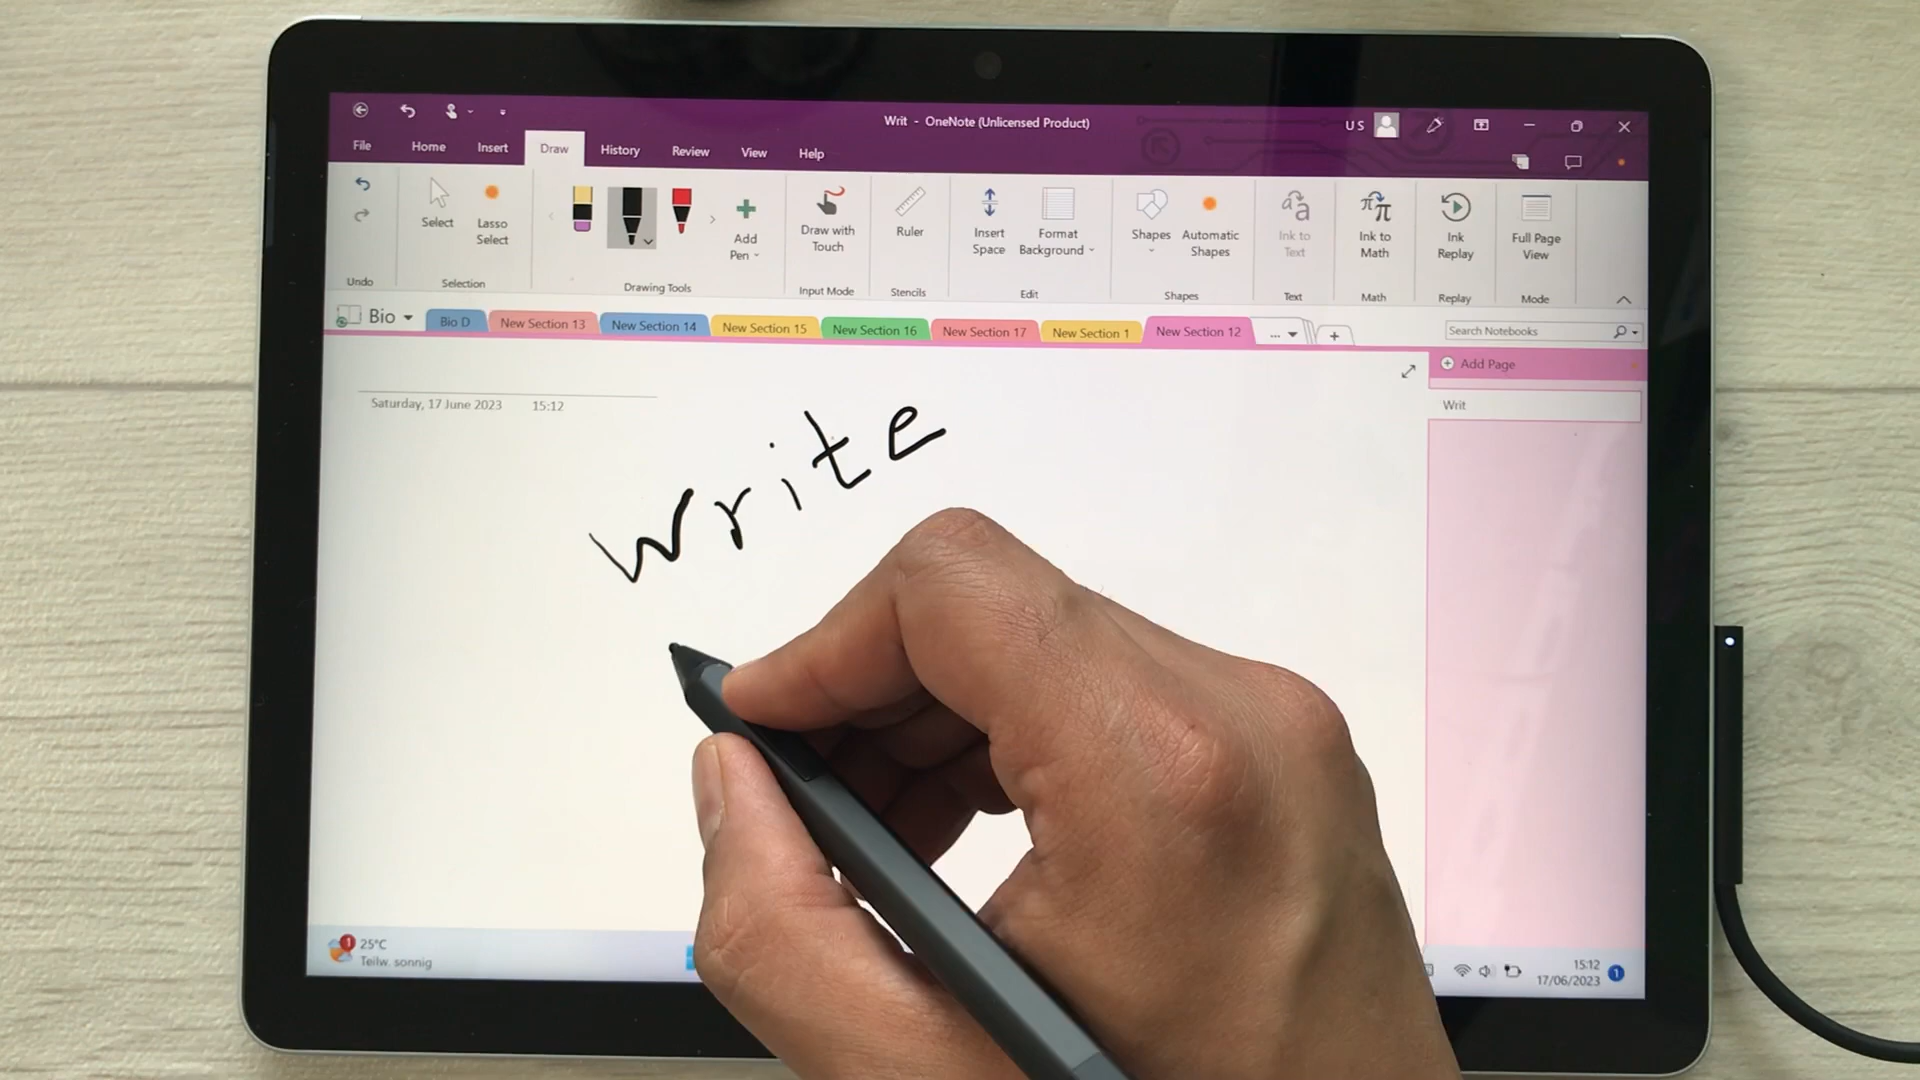 Writ - OneNote (Unlicensed Product)
U S
File Home Insert Draw History Review View Help
Select
Lasso Select
Add Pen
Draw with Touch
Ruler
Insert Space
Format Background
Shapes
Automatic Shapes
Ink to Text
Ink to Math
Ink Replay
Full Page View
Undo Selection Drawing Tools Input Mode Stencils Edit Shapes Text Math Replay Mode
Bio Bio D New Section 13 New Section 14 New Section 15 New Section 16 New Section 17 New Section 1 New Section 12 ... Search Notebooks
Add Page
Writ
Saturday, 17 June 2023 15:12
write
1
25°C
Teilw. sonnig
15:12
17/06/2023
1